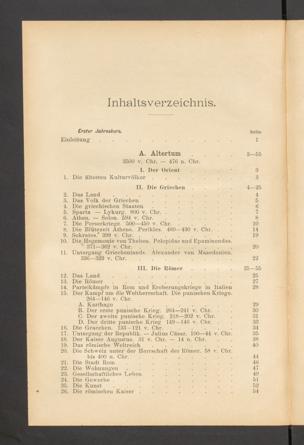 Inhaltsverzeichnis.
Erster Jahreskurs. Seite
Einleitung 1
A. Altertum 3—55
3500 v. Chr. — 476 n. Chr.
I. Der Orient 3
1. Die ältesten Kulturvölker 3
II. Die Griechen 4—25
2. Das Land 4
3. Das Volk der Griechen 5
4. Die griechischen Staaten 6
5. Sparta — Lykurg. 800 v. Chr. 7
6. Athen. — Solon. 594 v. Chr. 8
7. Die Perserkriege. 500—450 v. Chr. 9
8. Die Blütezeit Athens. Perikles. 460—430 v. Chr. 14
9. Sokrates. 399 v. Chr. 19
10. Die Hegemonie von Theben. Pelopidas und Epaminondas.
371—362 v. Chr. 20
11. Untergang Griechenlands. Alexander von Mazedonien.
336—323 v. Chr. 22
III. Die Römer 25—55
12. Das Land 25
13. Die Römer 27
14. Parteikämpfe in Rom und Eroberungskriege in Italien 28
15. Der Kampf um die Weltherrschaft. Die punischen Kriege.
264—146 v. Chr.
A. Karthago 29
B. Der erste punische Krieg. 264—241 v. Chr. 30
C. Der zweite punische Krieg. 218—202 v. Chr. 31
D. Der dritte punische Krieg 149—146 v. Chr. 33
16. Die Gracchen. 133—121 v. Chr. 34
17. Untergang der Republik. — Julius Cäsar. 100—44 v. Chr. 35
18. Der Kaiser Augustus. 31 v. Chr. — 14 n. Chr. 38
19. Das römische Weltreich 40
20. Die Schweiz unter der Herrschaft der Römer. 58 v. Chr.
bis 400 n. Chr. 44
21. Die Stadt Rom 46
22. Die Wohnungen 47
23. Gesellschaftliches Leben 49
24. Die Gewerbe 51
25. Die Kunst 52
26. Die römischen Kaiser 54